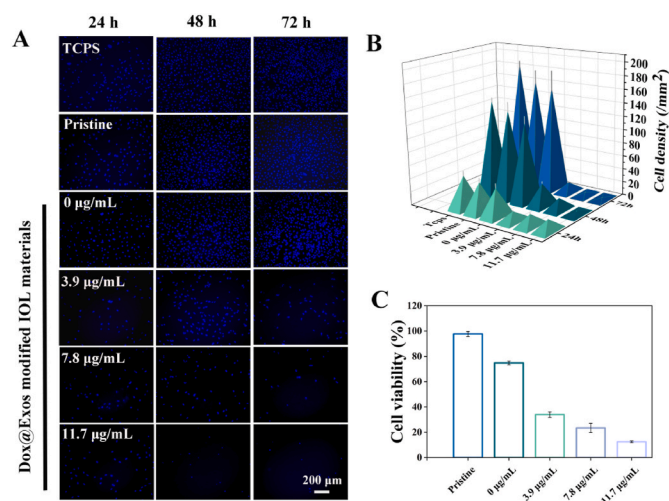 A
24 h
48 h
72 h
TCPS
Pristine
0 µg/mL
3.9 µg/mL
7.8 µg/mL
11.7 µg/mL
Dox@Exos modified IOL materials
200 µm
B
200
180
160
140
120
100
80
60
40
20
0
Cell density (/mm²)
72h
48h
24h
Tcps
Pristine
0 µg/mL
3.9 µg/mL
7.8 µg/mL
11.7 µg/mL
C
Cell viability (%)
120
100
80
60
40
20
0
Pristine
0 µg/mL
3.9 µg/mL
7.8 µg/mL
11.7 µg/mL